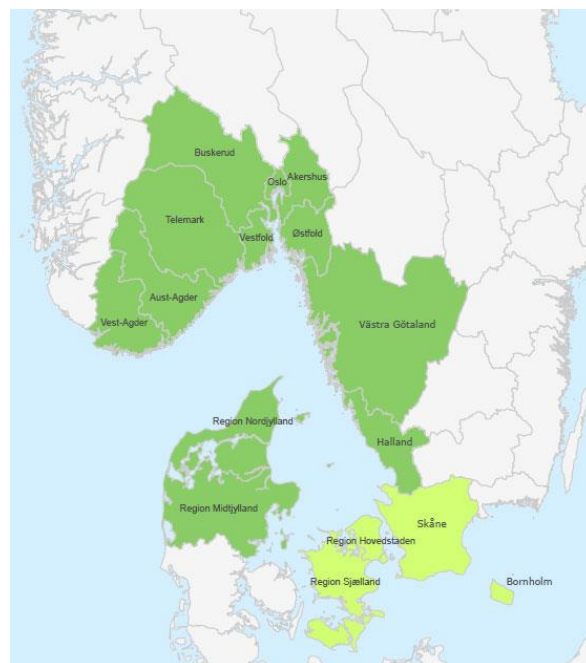 Buskerud
Oslo
Akershus
Telemark
Vestfold
Østfold
Aust-Agder
Vest-Agder
Västra Götaland
Region Nordjylland
Halland
Region Midtjylland
Skåne
Region Hovedstaden
Region Sjælland
Bornholm